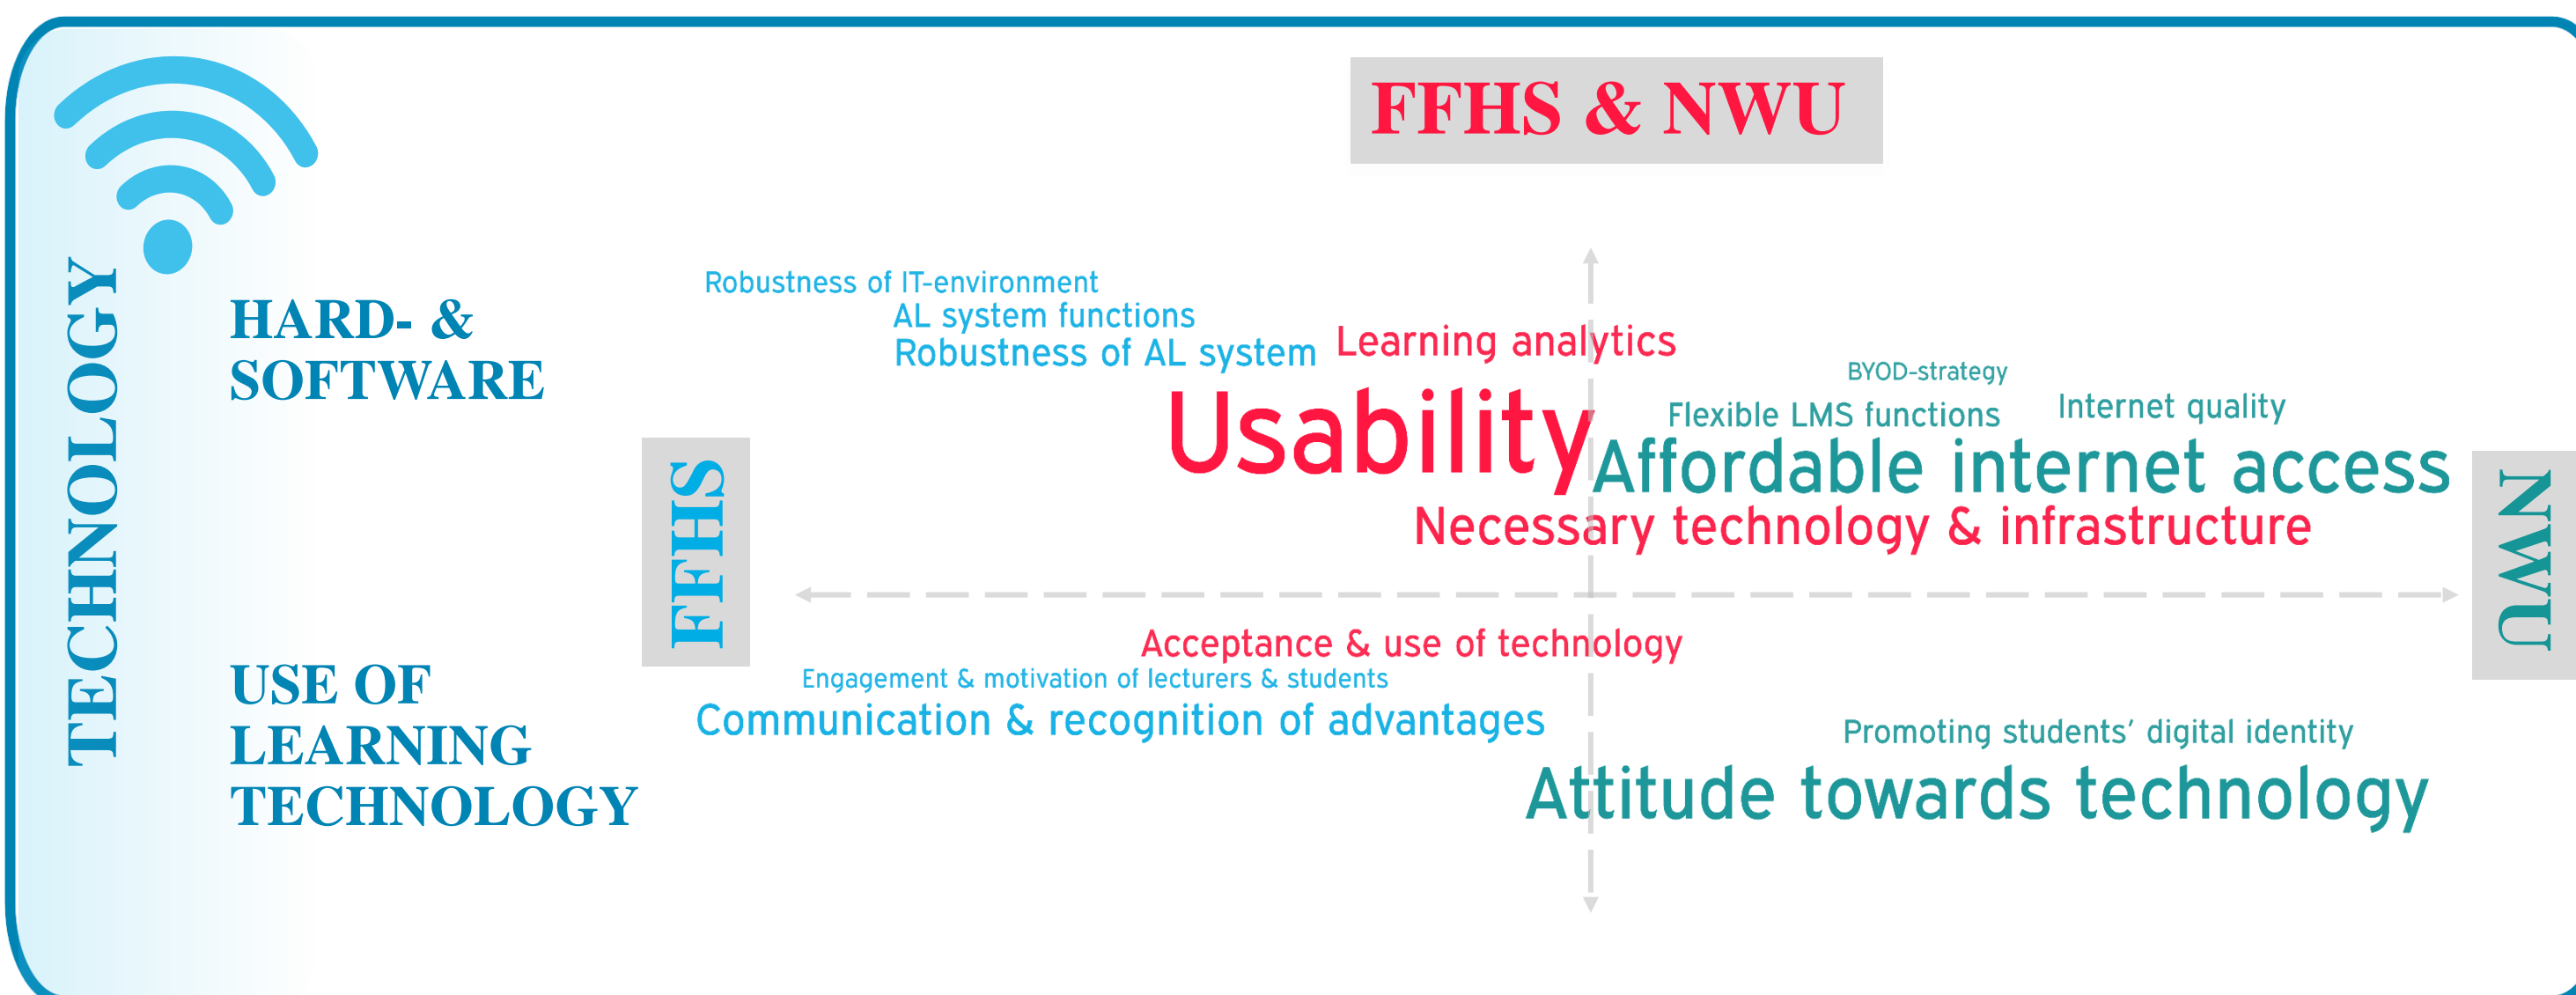 FFHS & NWU
TECHNOLOGY
HARD- &
SOFTWARE
Robustness of IT-environment
AL system functions
Robustness of AL system
Learning analytics
Usability
BYOD-strategy
Flexible LMS functions
Internet quality
Affordable internet access
Necessary technology & infrastructure
FFHS
NWU
USE OF
LEARNING
TECHNOLOGY
Acceptance & use of technology
Engagement & motivation of lecturers & students
Communication & recognition of advantages
Promoting students’ digital identity
Attitude towards technology